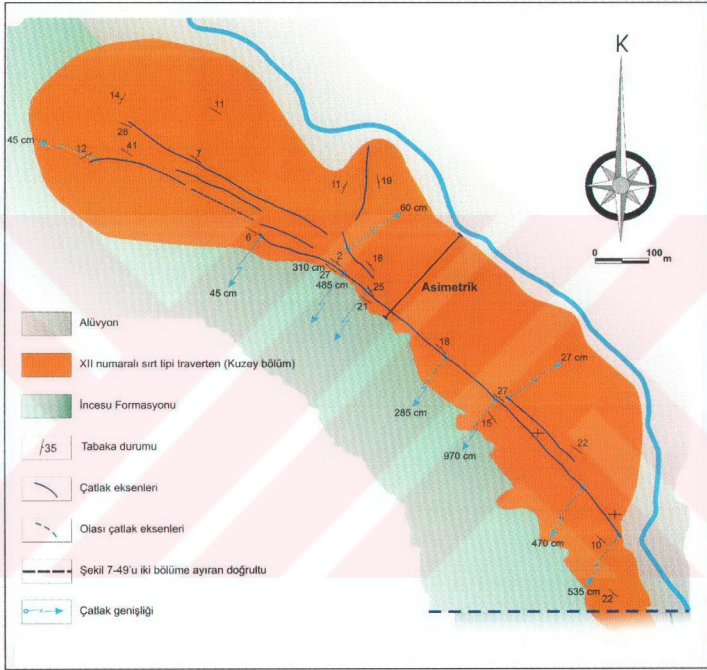 K
0 100 m
14
11
28
41
12
45 cm
7
11
19
60 cm
6
2
18
310 cm
27
485 cm
25
21
45 cm
Asimetrik
18
27 cm
27
285 cm
15
22
970 cm
470 cm
10
535 cm
22
Alüvyon
XII numaralı sırt tipi traverten (Kuzey bölüm)
İncesu Formasyonu
35 Tabaka durumu
Çatlak eksenleri
Olası çatlak eksenleri
Şekil 7-49'u iki bölüme ayıran doğrultu
Çatlak genişliği